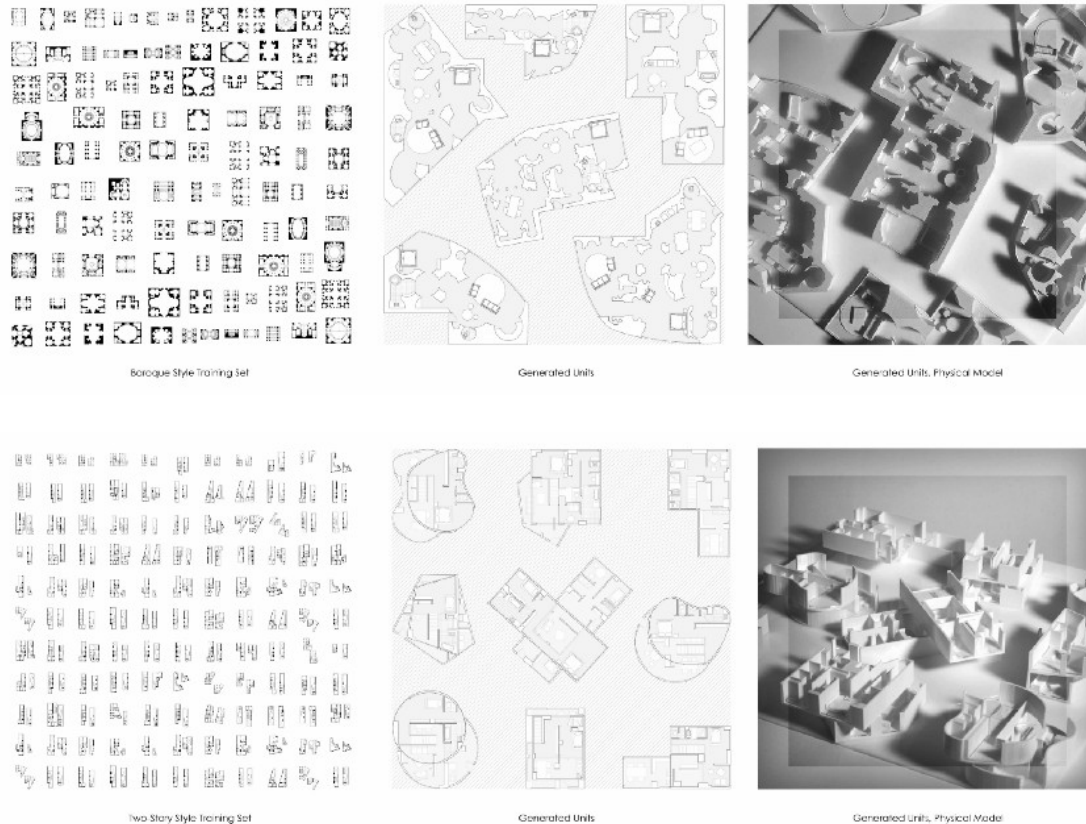 Baroque Style Training Set
Generated Units
Generated Units, Physical Model
Two Story Style Training Set
Generated Units
Generated Units, Physical Model